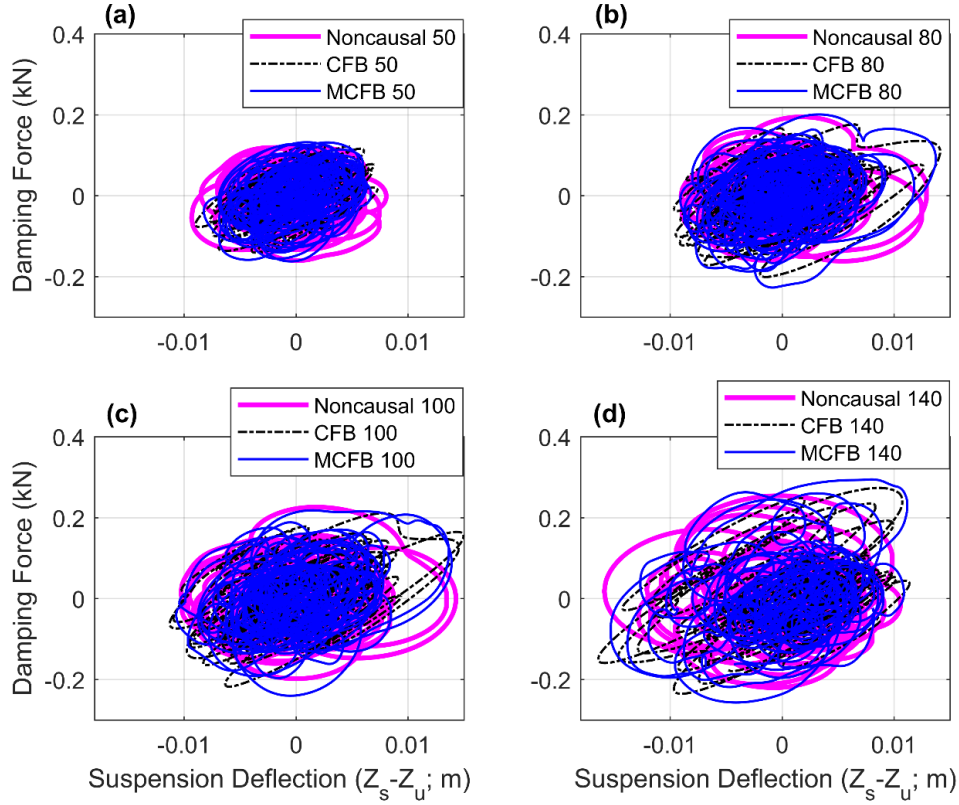 (a)
Damping Force (kN)
0.4
0.2
0
-0.2
-0.01
0
0.01
Noncausal 50
CFB 50
MCFB 50
(b)
0.4
0.2
0
-0.2
-0.01
0
0.01
Noncausal 80
CFB 80
MCFB 80
(c)
Damping Force (kN)
0.4
0.2
0
-0.2
-0.01
0
0.01
Suspension Deflection (Zs-Zu; m)
Noncausal 100
CFB 100
MCFB 100
(d)
0.4
0.2
0
-0.2
-0.01
0
0.01
Suspension Deflection (Zs-Zu; m)
Noncausal 140
CFB 140
MCFB 140